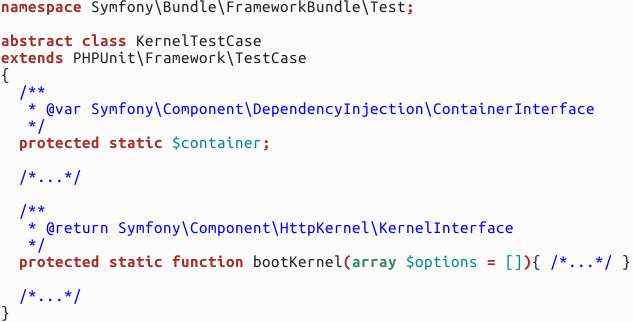 namespace Symfony\Bundle\FrameworkBundle\Test;
abstract class KernelTestCase
extends PHPUnit\Framework\TestCase
{
  /**
   * @var Symfony\Component\DependencyInjection\ContainerInterface
   */
  protected static $container;
  /*...*/
  /**
   * @return Symfony\Component\HttpKernel\KernelInterface
   */
  protected static function bootKernel(array $options = []){ /*...*/ }
  /*...*/
}